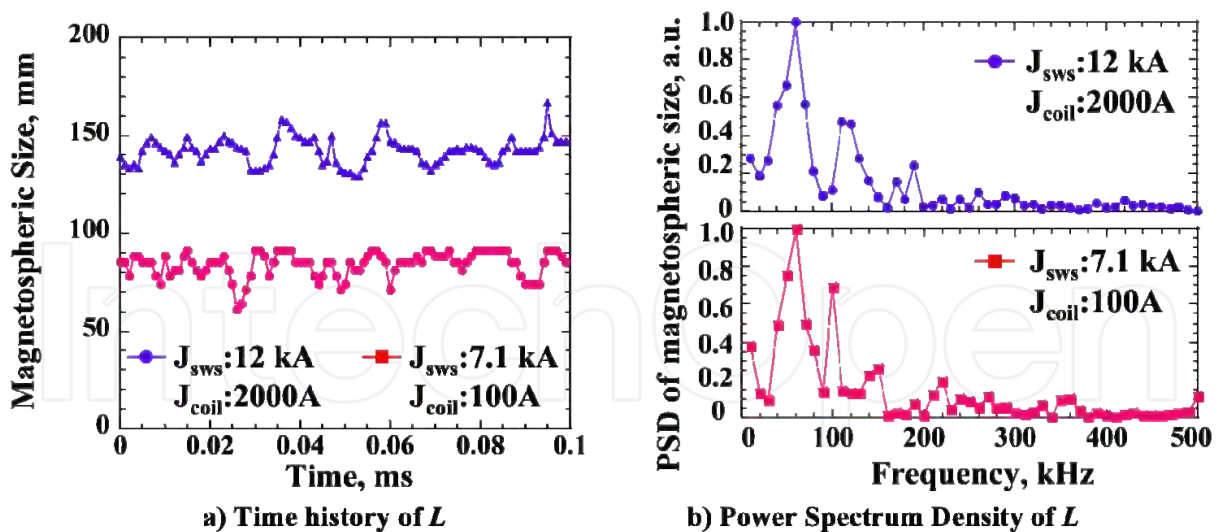 200
150
100
50
0
Magnetospheric Size, mm
J_sws:12 kA
J_coil:2000A
J_sws:7.1 kA
J_coil:100A
0 0.02 0.04 0.06 0.08 0.1
Time, ms
a) Time history of L
PSD of magnetospheric size, a.u.
1.0
0.8
0.6
0.4
0.2
0
J_sws:12 kA
J_coil:2000A
1.0
0.8
0.6
0.4
0.2
0
J_sws:7.1 kA
J_coil:100A
0 100 200 300 400 500
Frequency, kHz
b) Power Spectrum Density of L
IntechOpen